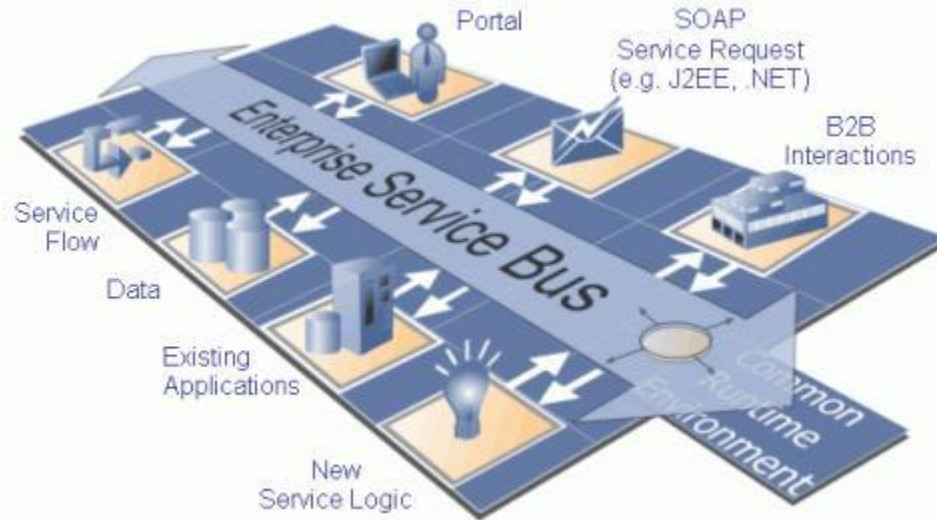 Portal
SOAP
Service Request
(e.g. J2EE, .NET)
B2B
Interactions
Enterprise Service Bus
Service
Flow
Data
Existing
Applications
New
Service Logic
Common
Runtime
Environment